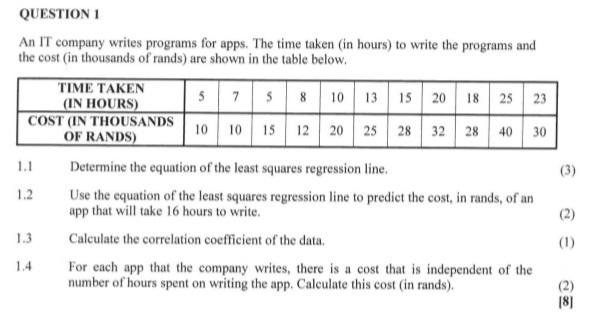 QUESTION 1
An IT company writes programs for apps. The time taken (in hours) to write the programs and
the cost (in thousands of rands) are shown in the table below.
TIME TAKEN (IN HOURS) 5 7 5 8 10 13 15 20 18 25 23
COST (IN THOUSANDS OF RANDS) 10 10 15 12 20 25 28 32 28 40 30
1.1 Determine the equation of the least squares regression line. (3)
1.2 Use the equation of the least squares regression line to predict the cost, in rands, of an
app that will take 16 hours to write. (2)
1.3 Calculate the correlation coefficient of the data. (1)
1.4 For each app that the company writes, there is a cost that is independent of the
number of hours spent on writing the app. Calculate this cost (in rands). (2)
[8]